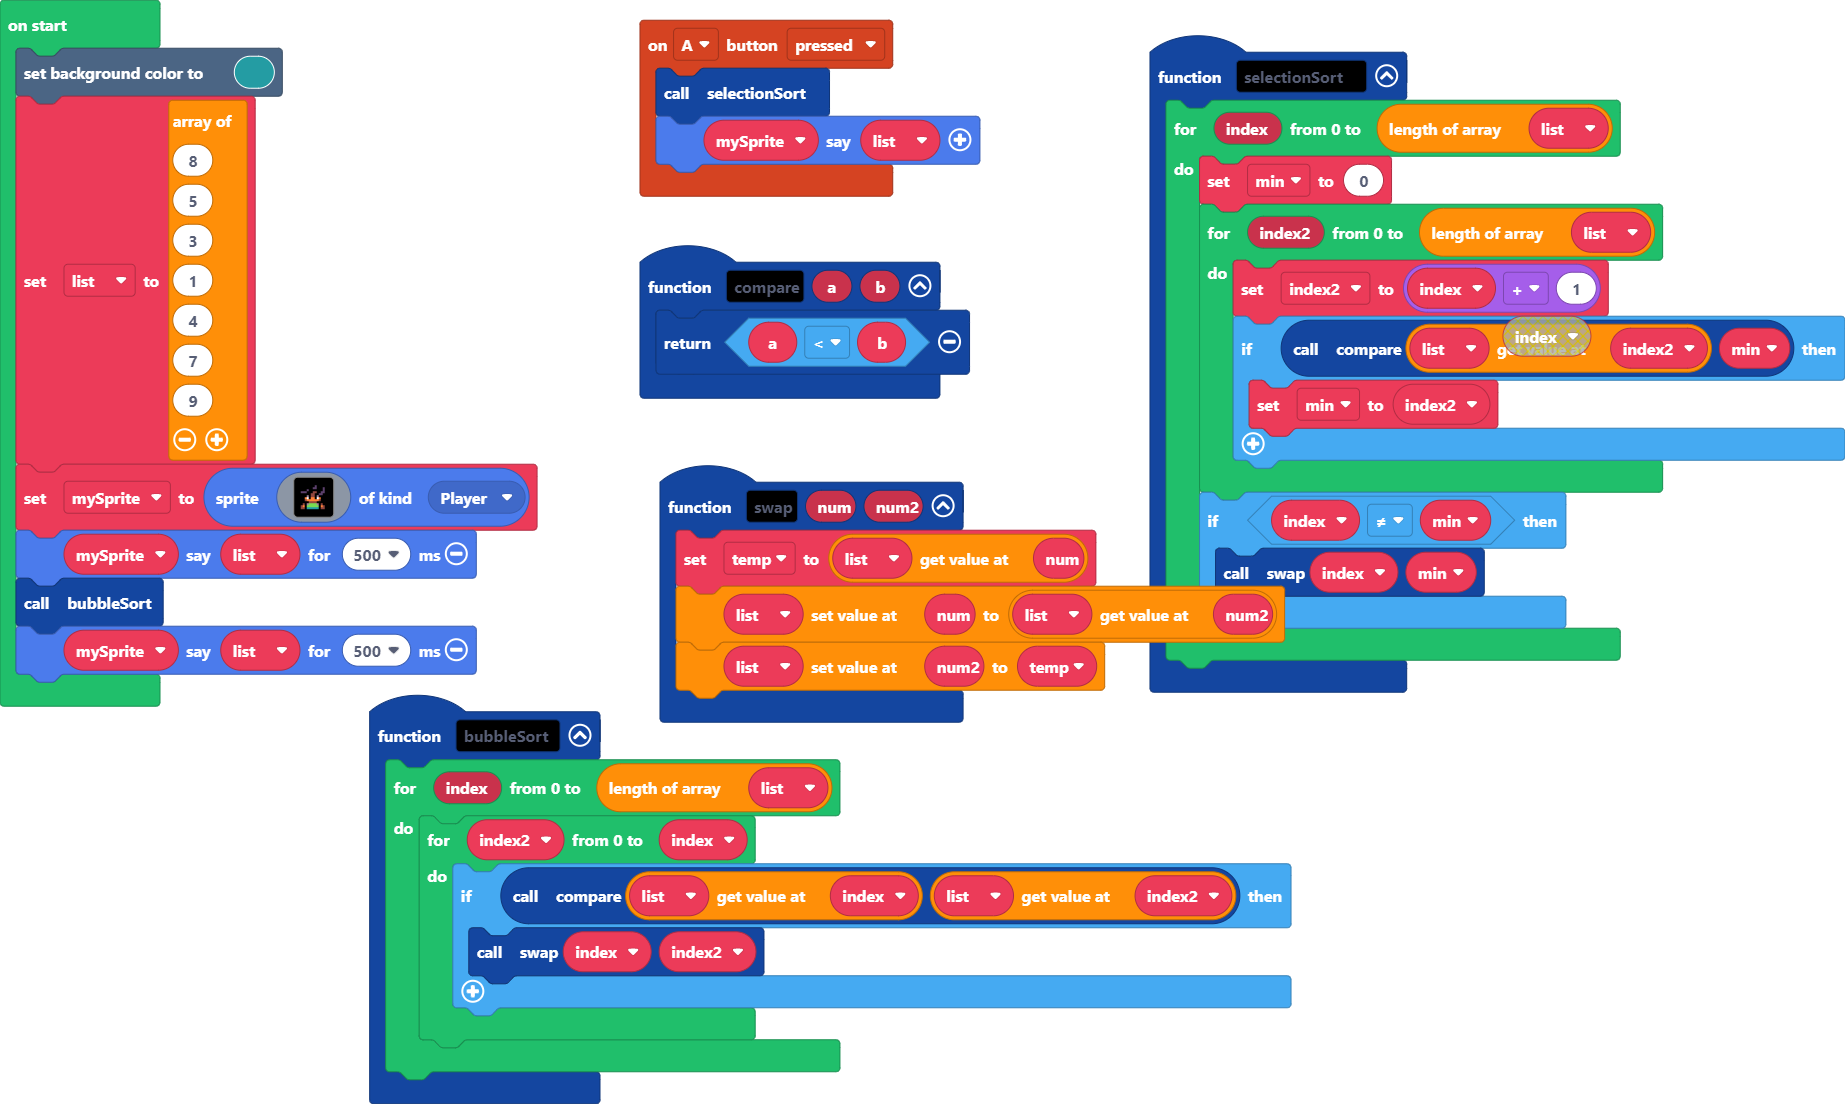 on start
set background color to
set list to array of
8
5
3
1
4
7
9
set mySprite to sprite of kind Player
mySprite say list for 500 ms
call bubbleSort
mySprite say list for 500 ms
on A button pressed
call selectionSort
mySprite say list
function compare a b
return a < b
function swap num num2
set temp to list get value at num
list set value at num to list get value at num2
list set value at num2 to temp
function selectionSort
for index from 0 to length of array list
do
set min to 0
for index2 from 0 to length of array list
do
set index2 to index + 1
index
if call compare list get value at index2 min then
set min to index2
if index ≠ min then
call swap index min
function bubbleSort
for index from 0 to length of array list
do
for index2 from 0 to index
do
if call compare list get value at index list get value at index2 then
call swap index index2